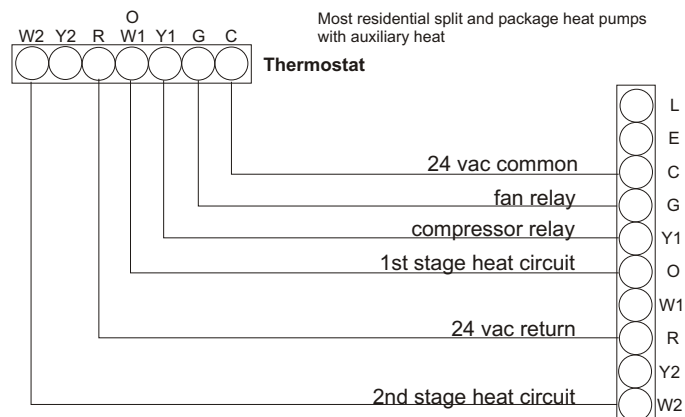 Most residential split and package heat pumps
with auxiliary heat
O
W2 Y2 R W1 Y1 G C
Thermostat
L
E
24 vac common C
fan relay G
compressor relay Y1
1st stage heat circuit O
W1
24 vac return R
Y2
2nd stage heat circuit W2